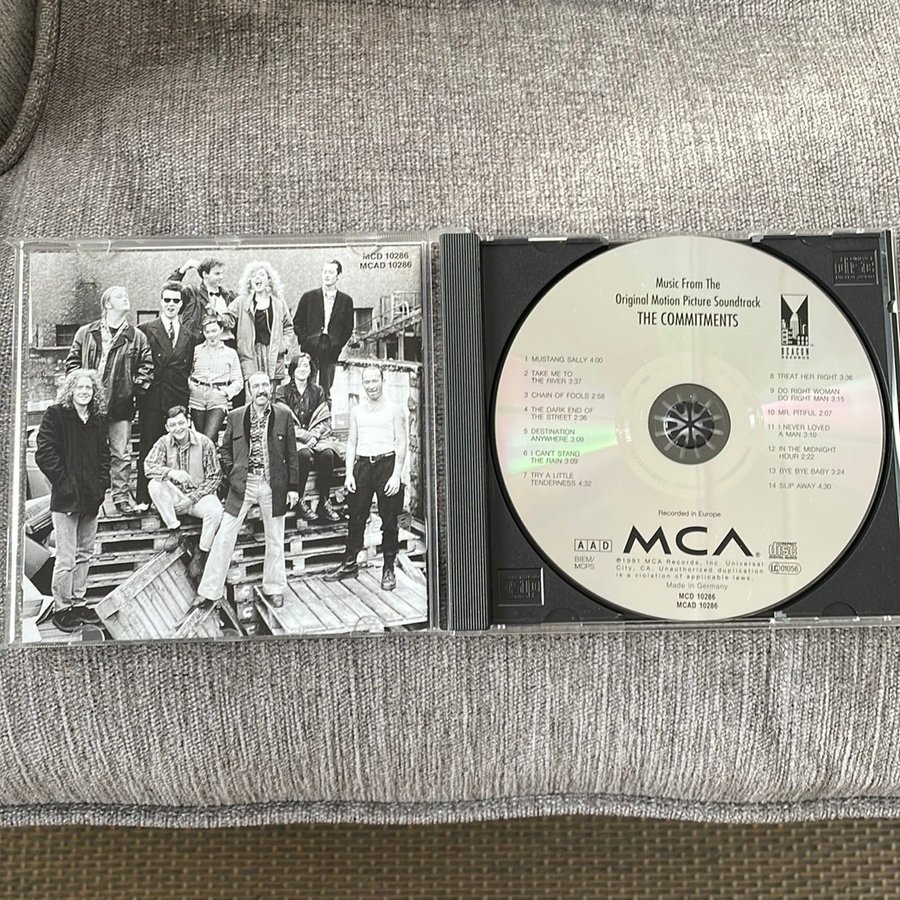 MCD 10286
MCAD 10286
Music From The
Original Motion Picture Soundtrack
THE COMMITMENTS
BEACON
RECORDS
1 MUSTANG SALLY 4:00
2 TAKE ME TO
THE RIVER 3:37
3 CHAIN OF FOOLS 2:58
4 THE DARK END OF
THE STREET 2:36
5 DESTINATION
ANYWHERE 3:09
6 I CAN'T STAND
THE RAIN 3:09
7 TRY A LITTLE
TENDERNESS 4:32
8 TREAT HER RIGHT 3:36
9 DO RIGHT WOMAN
DO RIGHT MAN 3:15
10 MR. PITIFUL 2:07
11 I NEVER LOVED
A MAN 3:10
12 IN THE MIDNIGHT
HOUR 2:22
13 BYE BYE BABY 3:24
14 SLIP AWAY 4:30
Recorded in Europe
AAD
BIEM/
MCPS
MCA®
COMPACT
disc
DIGITAL AUDIO
LC 01056
©1991 MCA Records, Inc. Universal
City, CA. Unauthorized duplication
is a violation of applicable laws.
Made in Germany
MCD 10286
MCAD 10286